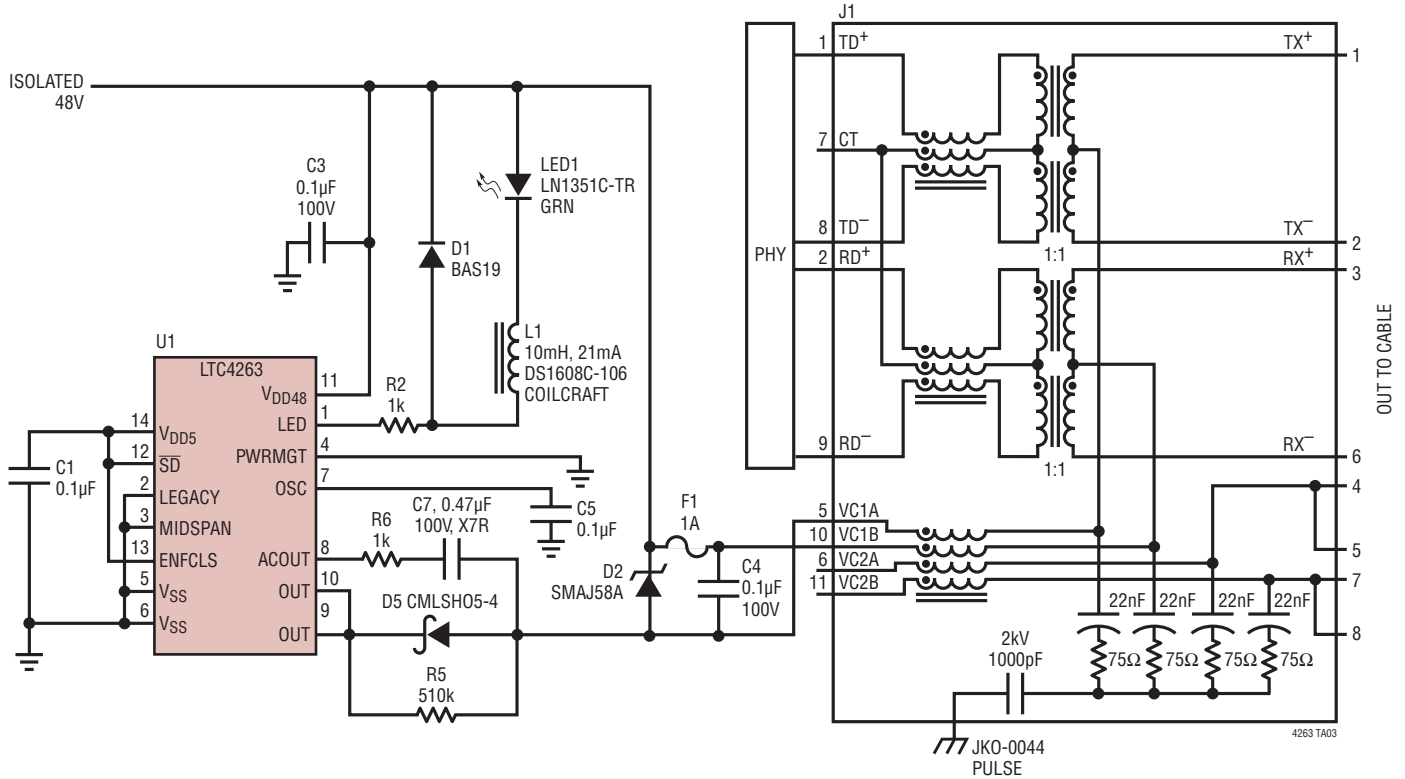 ISOLATED
48V
C3
0.1µF
100V
LED1
LN1351C-TR
GRN
D1
BAS19
L1
10mH, 21mA
DS1608C-106
COILCRAFT
R2
1k
U1
LTC4263
VDD48
11
LED
1
PWRMGT
4
OSC
7
ACOUT
8
OUT
10
OUT
9
14
VDD5
12
SD
2
LEGACY
3
MIDSPAN
13
ENFCLS
5
VSS
6
VSS
C1
0.1µF
R6
1k
C7, 0.47µF
100V, X7R
C5
0.1µF
D5 CMLSHO5-4
R5
510k
D2
SMAJ58A
F1
1A
C4
0.1µF
100V
PHY
J1
1 TD+
7 CT
8 TD−
2 RD+
9 RD−
5 VC1A
10 VC1B
6 VC2A
11 VC2B
TX+
1
TX−
2
1:1
RX+
3
RX−
6
1:1
4
5
7
8
OUT TO CABLE
22nF 22nF 22nF 22nF
75Ω 75Ω 75Ω 75Ω
2kV
1000pF
JKO-0044
PULSE
4263 TA03